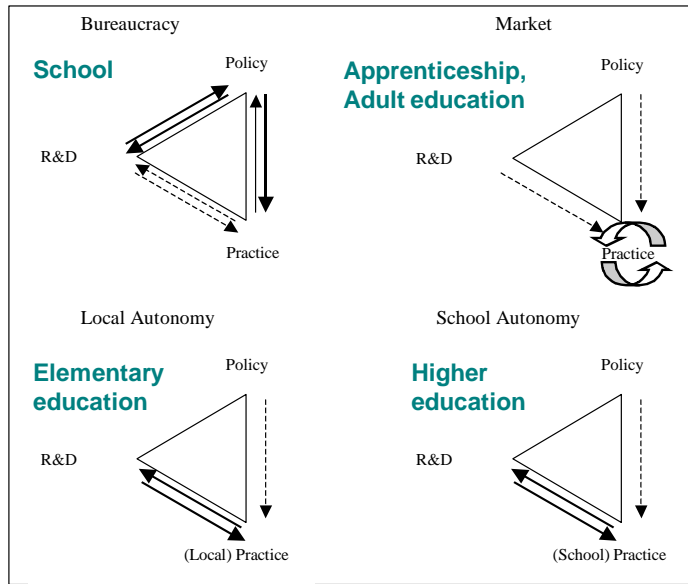 Bureaucracy
School
Policy
R&D
Practice
Market
Apprenticeship,
Adult education
Policy
R&D
Practice
Local Autonomy
Elementary
education
Policy
R&D
(Local) Practice
School Autonomy
Higher
education
Policy
R&D
(School) Practice